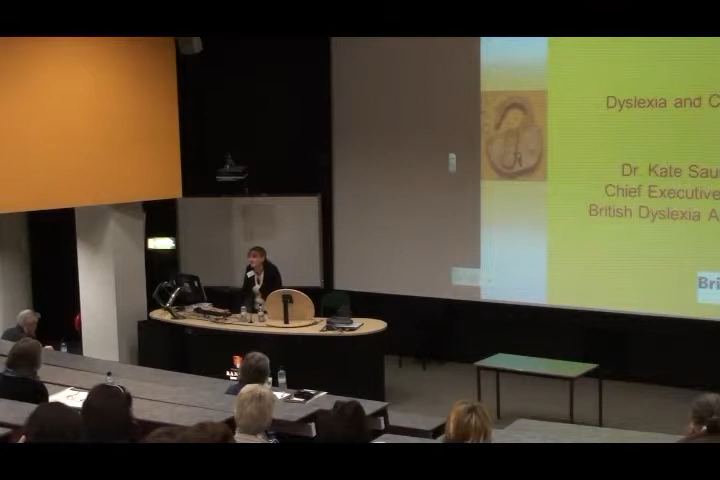 Dyslexia and C
Dr. Kate Sau
Chief Executive
British Dyslexia A
Bri